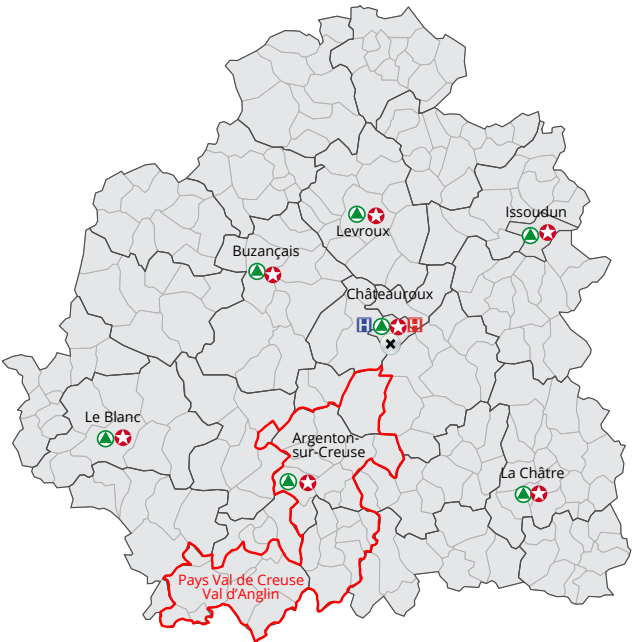 Issoudun
Levroux
Buzançais
Châteauroux
H H
Le Blanc
Argenton-
sur-Creuse
La Châtre
Pays Val de Creuse
Val d’Anglin